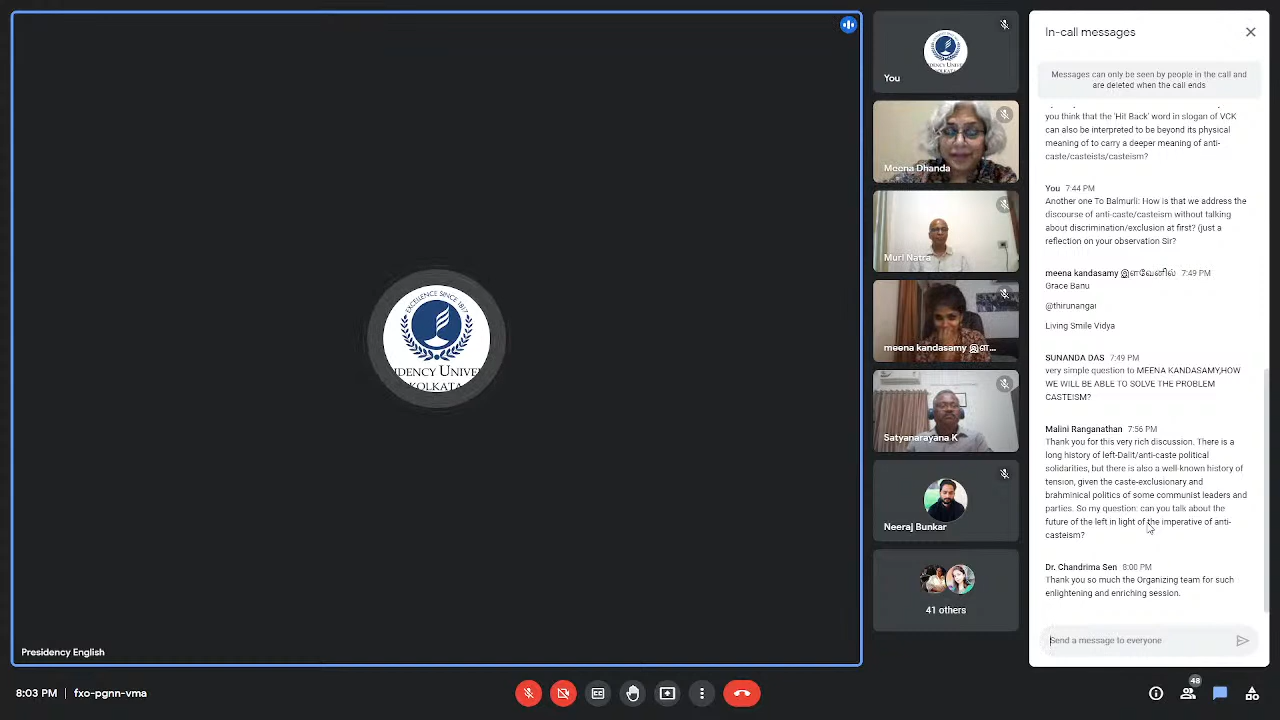 In-call messages
Messages can only be seen by people in the call and
are deleted when the call ends
you think that the 'Hit Back' word in slogan of VCK
can also be interpreted to be beyond its physical
meaning of to carry a deeper meaning of anti-
caste/casteists/casteism?
You 7:44 PM
Another one To Balmurli: How is that we address the
discourse of anti-caste/casteism without talking
about discrimination/exclusion at first? (just a
reflection on your observation Sir?
meena kandasamy இளவேனில் 7:49 PM
Grace Banu
@thirunangai
Living Smile Vidya
SUNANDA DAS 7:49 PM
very simple question to MEENA KANDASAMY,HOW
WE WILL BE ABLE TO SOLVE THE PROBLEM
CASTEISM?
Malini Ranganathan 7:56 PM
Thank you for this very rich discussion. There is a
long history of left-Dalit/anti-caste political
solidarities, but there is also a well-known history of
tension, given the caste-exclusionary and
brahminical politics of some communist leaders and
parties. So my question: can you talk about the
future of the left in light of the imperative of anti-
casteism?
Dr. Chandrima Sen 8:00 PM
Thank you so much the Organizing team for such
enlightening and enriching session.
Send a message to everyone
You
Meena Dhanda
Murl Natra
meena kandasamy இள...
Satyanarayana K
Neeraj Bunkar
41 others
EXCELLENCE SINCE 1817
IDENCY UNIVE
KOLKATA
Presidency English
8:03 PM | fxo-pgnn-vma
48